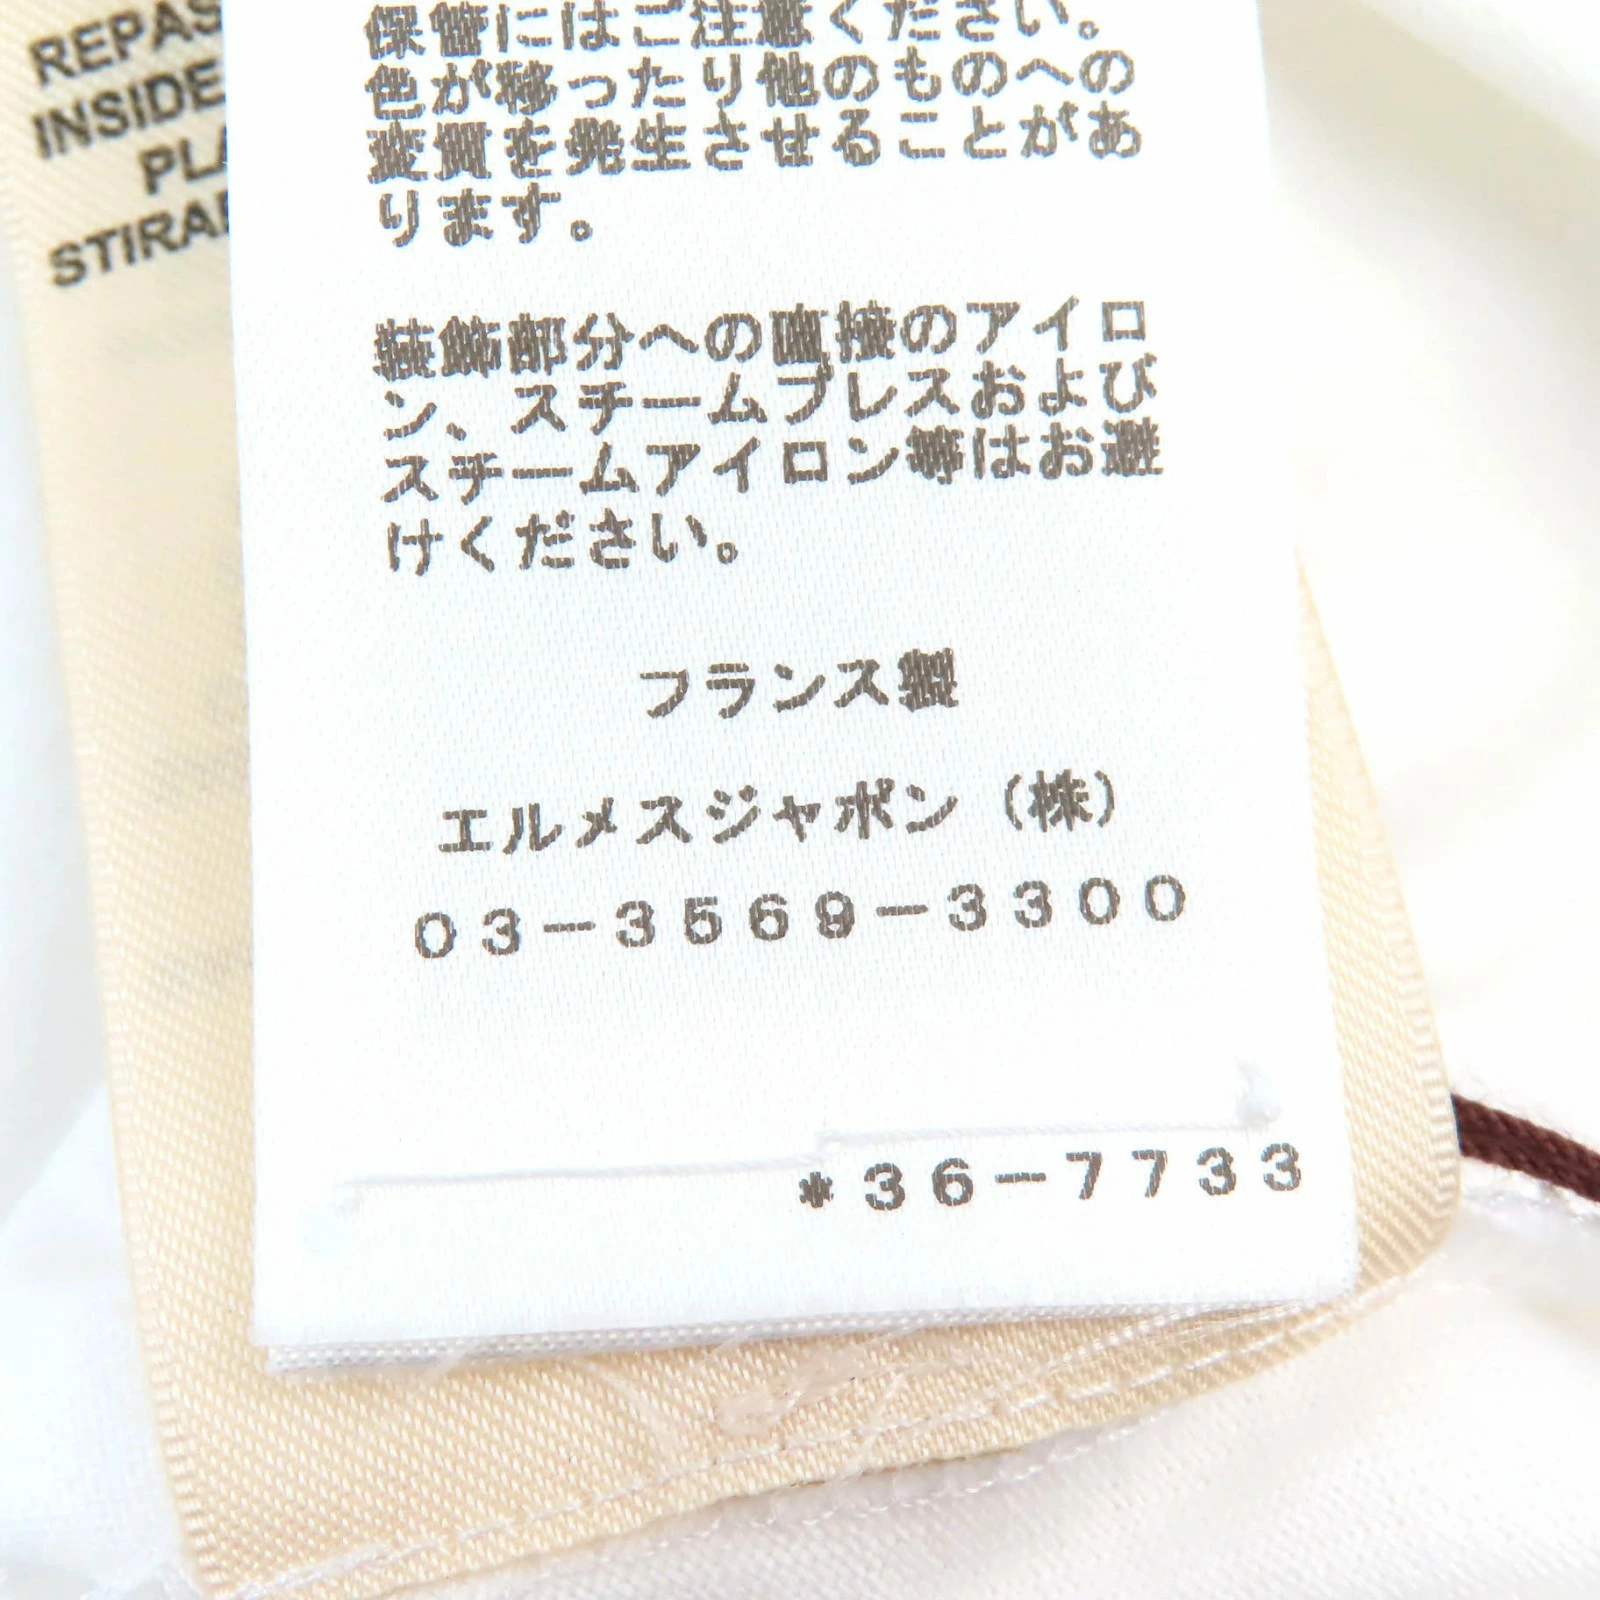 REPAS
INSIDE
PLA
STIRA
保管にはご注意ください。
色が移ったり他のものへの
変質を発生させることがあ
ります。
装飾部分への直接のアイロ
ン、スチームプレスおよび
スチームアイロン等はお避
けください。
フランス製
エルメスジャポン（株）
０３－３５６９－３３００
＊３６－７７３３